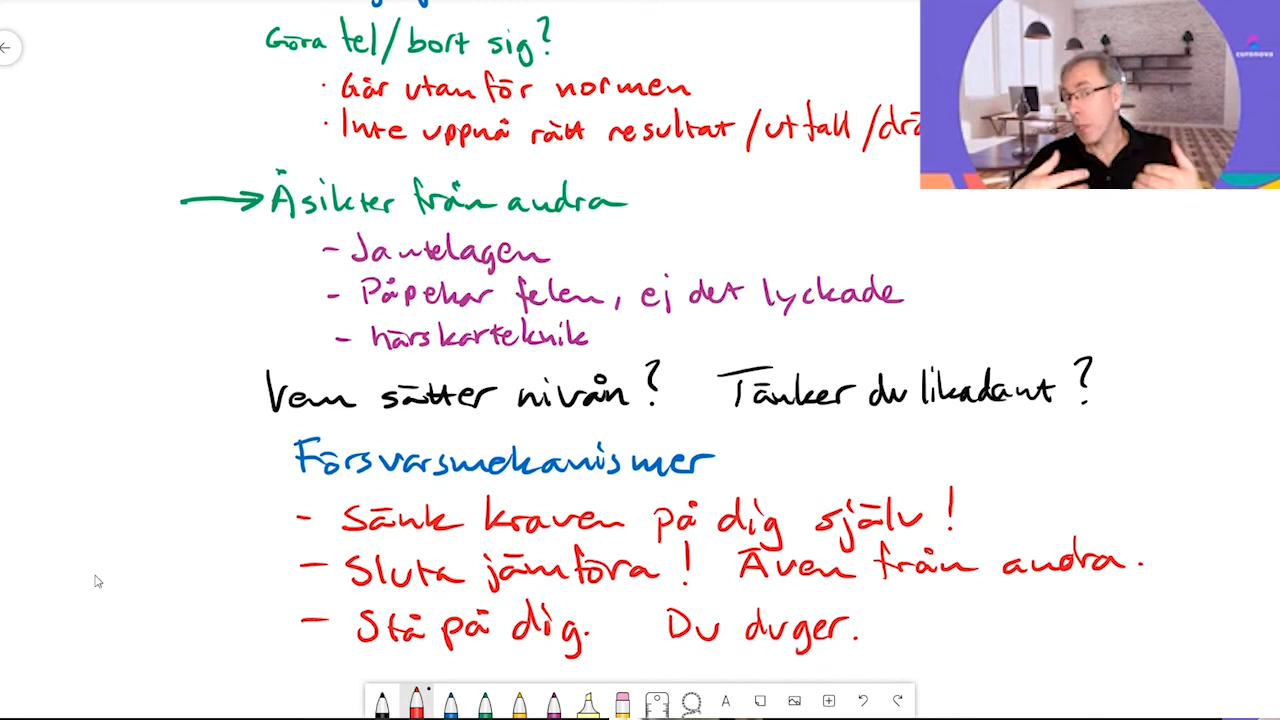 Göra tel/bort sig?
· Går utanför normen
· Inte uppnå rätt resultat/utfall/drä
Åsikter från andra
- Jantelagen
- Påpekar felen, ej det lyckade
- härskarteknik
Vem sätter nivån? Tänker du likadant?
Försvarsmekanismer
- Sänk kraven på dig själv!
- Sluta jämföra! Även från andra.
- Stå på dig. Du duger.